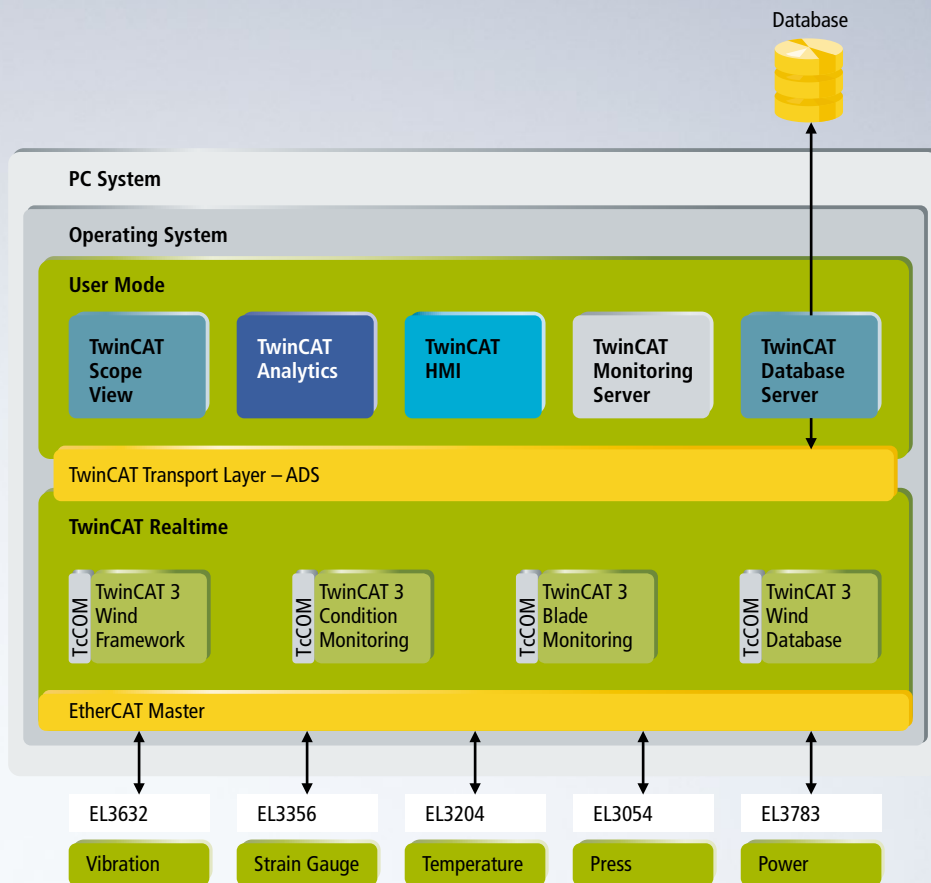 Database
PC System
Operating System
User Mode
TwinCAT
Scope
View
TwinCAT
Analytics
TwinCAT
HMI
TwinCAT
Monitoring
Server
TwinCAT
Database
Server
TwinCAT Transport Layer – ADS
TwinCAT Realtime
TcCOM
TwinCAT 3
Wind
Framework
TcCOM
TwinCAT 3
Condition
Monitoring
TcCOM
TwinCAT 3
Blade
Monitoring
TcCOM
TwinCAT 3
Wind
Database
EtherCAT Master
EL3632
EL3356
EL3204
EL3054
EL3783
Vibration
Strain Gauge
Temperature
Press
Power